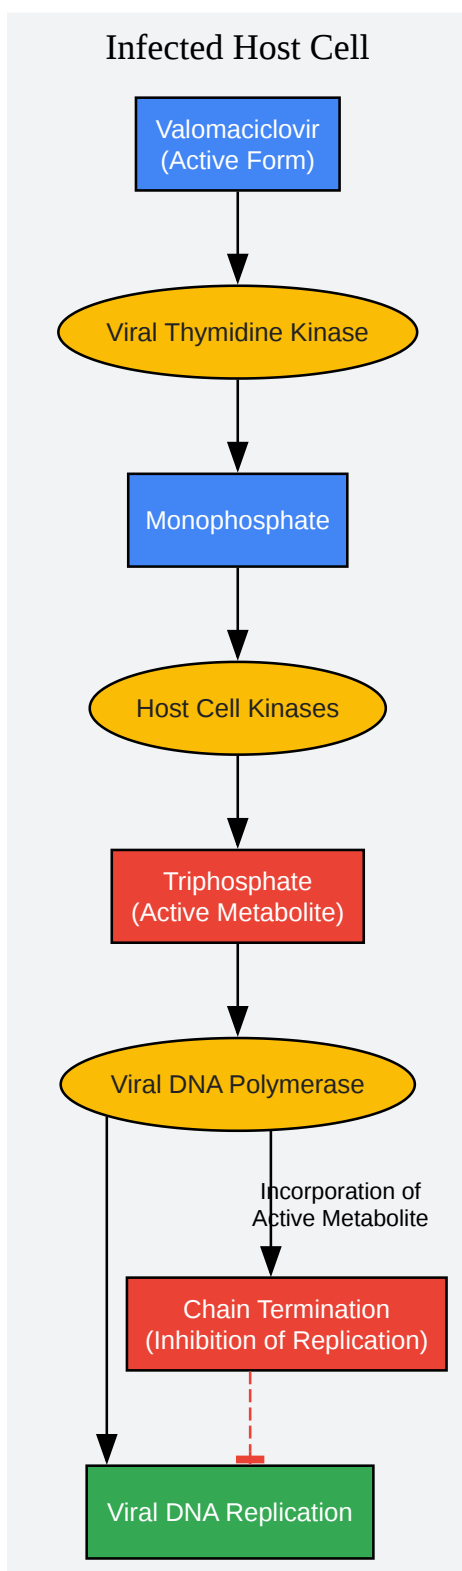 Infected Host Cell
Valomaciclovir
(Active Form)
Viral Thymidine Kinase
Monophosphate
Host Cell Kinases
Triphosphate
(Active Metabolite)
Viral DNA Polymerase
Incorporation of
Active Metabolite
Chain Termination
(Inhibition of Replication)
Viral DNA Replication